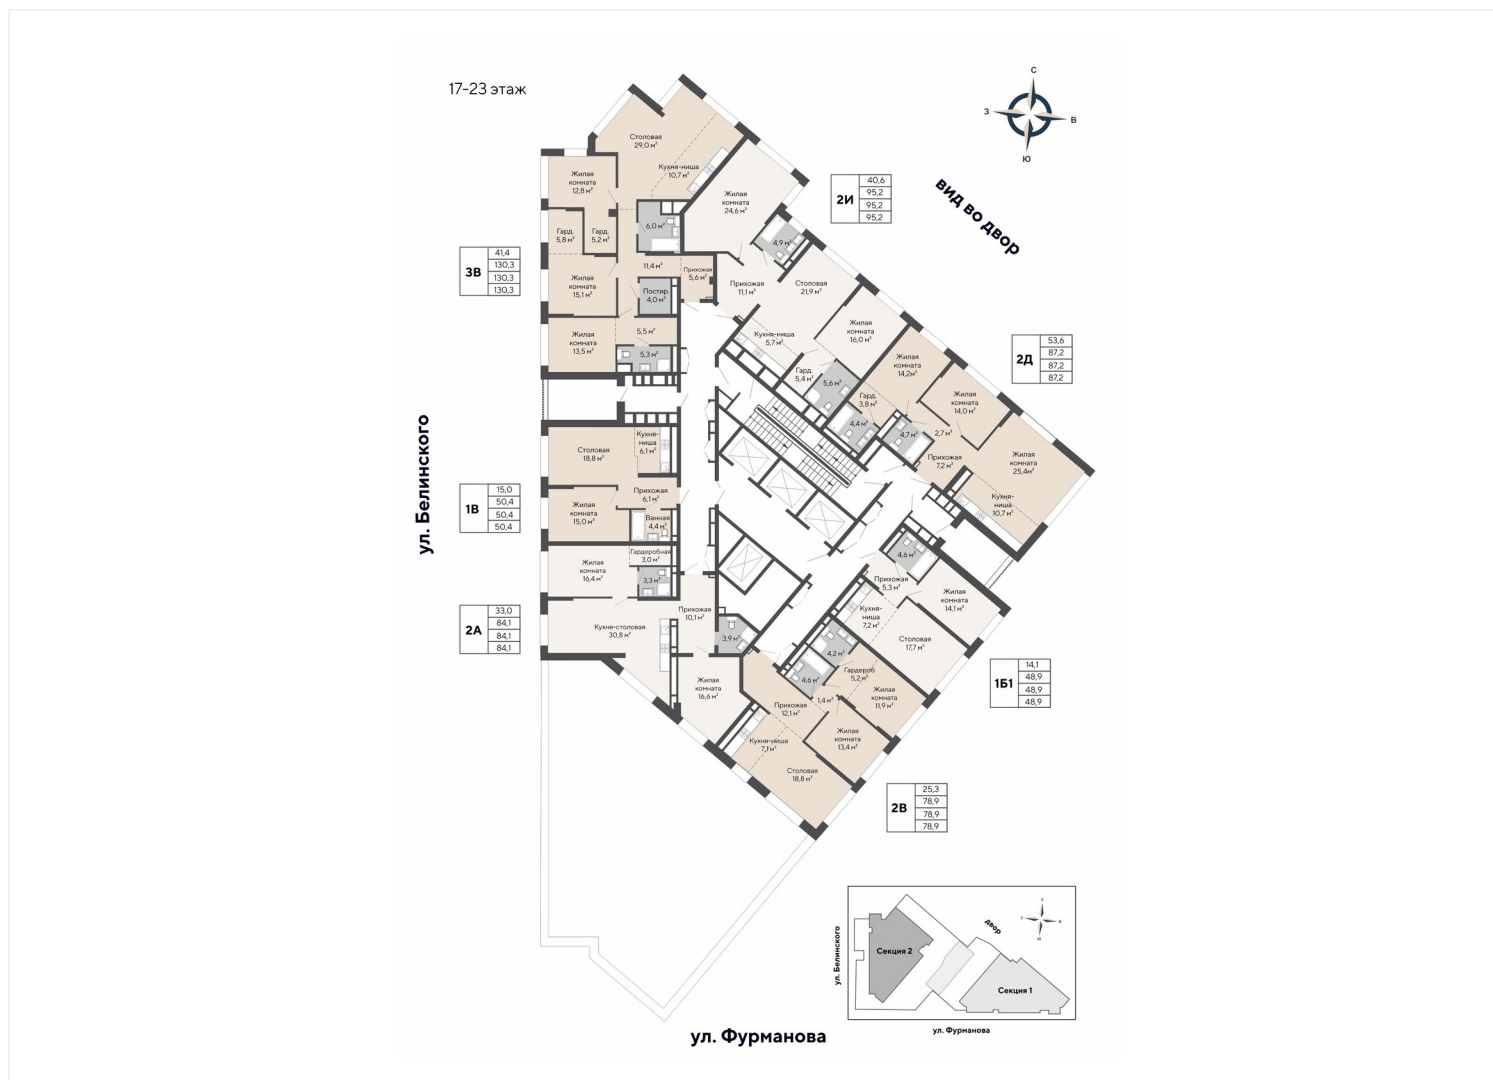 17-23 этаж
С
З
В
Ю
вид во двор
ул. Белинского
Столовая
29,0 м²
Кухня-ниша
10,7 м²
Жилая
комната
12,8 м²
Гард.
5,8 м²
Гард.
5,2 м²
6,0 м²
11,4 м²
Прихожая
5,6 м²
Жилая
комната
15,1 м²
Постир.
4,0 м²
Жилая
комната
13,5 м²
5,5 м²
5,3 м²
3В
41,4
130,3
130,3
130,3
Жилая
комната
24,6 м²
4,9 м²
Прихожая
11,1 м²
Столовая
21,9 м²
Кухня-ниша
5,7 м²
Жилая
комната
16,0 м²
Гард.
5,4 м²
5,6 м²
2И
40,6
95,2
95,2
95,2
Жилая
комната
14,2м²
Гард.
3,8 м²
4,4 м²
Жилая
комната
14,0 м²
4,7 м²
2,7 м²
Прихожая
7,2 м²
Жилая
комната
25,4м²
Кухня-
ниша
10,7 м²
2Д
53,6
87,2
87,2
87,2
Столовая
18,8 м²
Кухня-
ниша
6,1 м²
Прихожая
6,1 м²
Жилая
комната
15,0 м²
Ванная
4,4 м²
1В
15,0
50,4
50,4
50,4
Гардеробная
3,0 м²
Жилая
комната
16,4 м²
3,3 м²
Кухня-столовая
30,8 м²
Прихожая
10,1 м²
3,9 м²
Жилая
комната
16,6 м²
2А
33,0
84,1
84,1
84,1
4,6 м²
Прихожая
5,3 м²
Жилая
комната
14,1 м²
Кухня-
ниша
7,2 м²
Столовая
17,7 м²
1Б1
14,1
48,9
48,9
48,9
4,2 м²
4,6 м²
Гардероб
5,2 м²
1,4 м²
Жилая
комната
11,9 м²
Прихожая
12,1 м²
Жилая
комната
13,4 м²
Кухня-ниша
7,1 м²
Столовая
18,8 м²
2В
25,3
78,9
78,9
78,9
ул. Фурманова
ул. Белинского
Секция 2
двор
С
З
В
Ю
Секция 1
ул. Фурманова